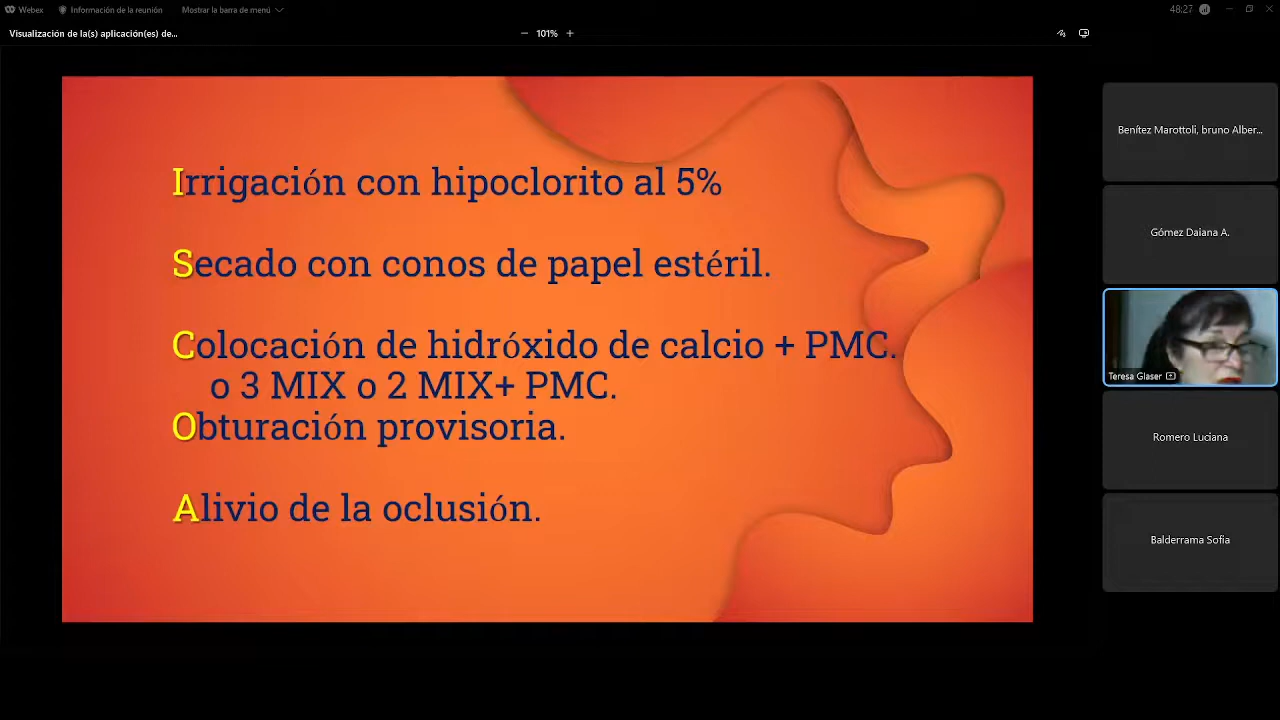 Webex
Información de la reunión
Mostrar la barra de menú
48:27
Visualización de la(s) aplicación(es) de...
101%
Irrigación con hipoclorito al 5%
Secado con conos de papel estéril.
Colocación de hidróxido de calcio + PMC.
o 3 MIX o 2 MIX+ PMC.
Obturación provisoria.
Alivio de la oclusión.
Benítez Marottoli, bruno Alber...
Gómez Daiana A.
Teresa Glaser
Romero Luciana
Balderrama Sofia